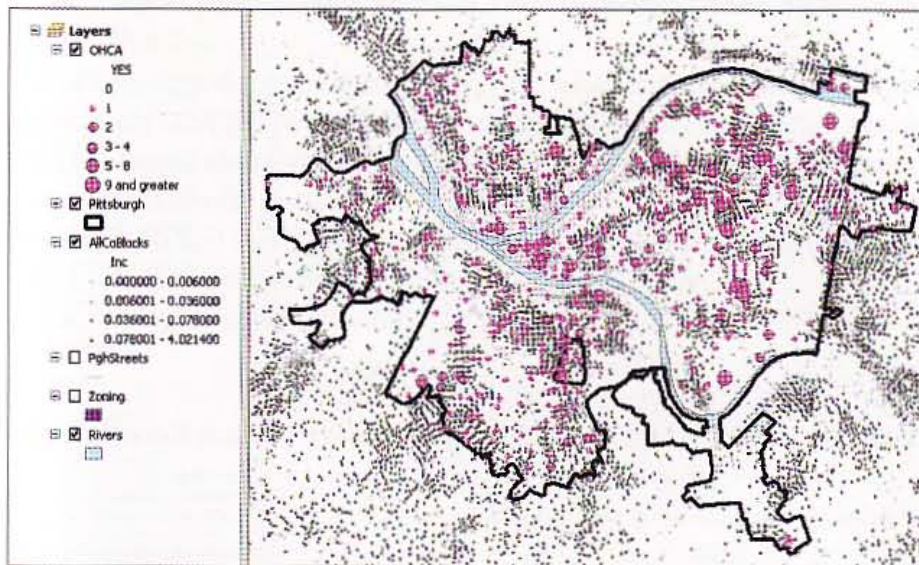 Layers
OHCA
YES
0
1
2
3 - 4
5 - 8
9 and greater
Pittsburgh
AllCoBlocks
Inc
0.000000 - 0.006000
0.006001 - 0.036000
0.036001 - 0.078000
0.078001 - 4.021400
PghStreets
Zoning
Rivers